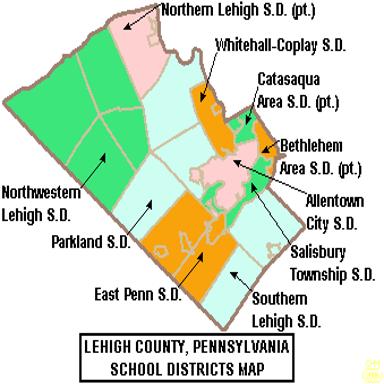 Northern Lehigh S.D. (pt.)
Whitehall-Coplay S.D.
Catasaqua
Area S.D. (pt.)
Bethlehem
Area S.D. (pt.)
Allentown
City S.D.
Salisbury
Township S.D.
Northwestern
Lehigh S.D.
Parkland S.D.
East Penn S.D.
Southern
Lehigh S.D.
LEHIGH COUNTY, PENNSYLVANIA
SCHOOL DISTRICTS MAP